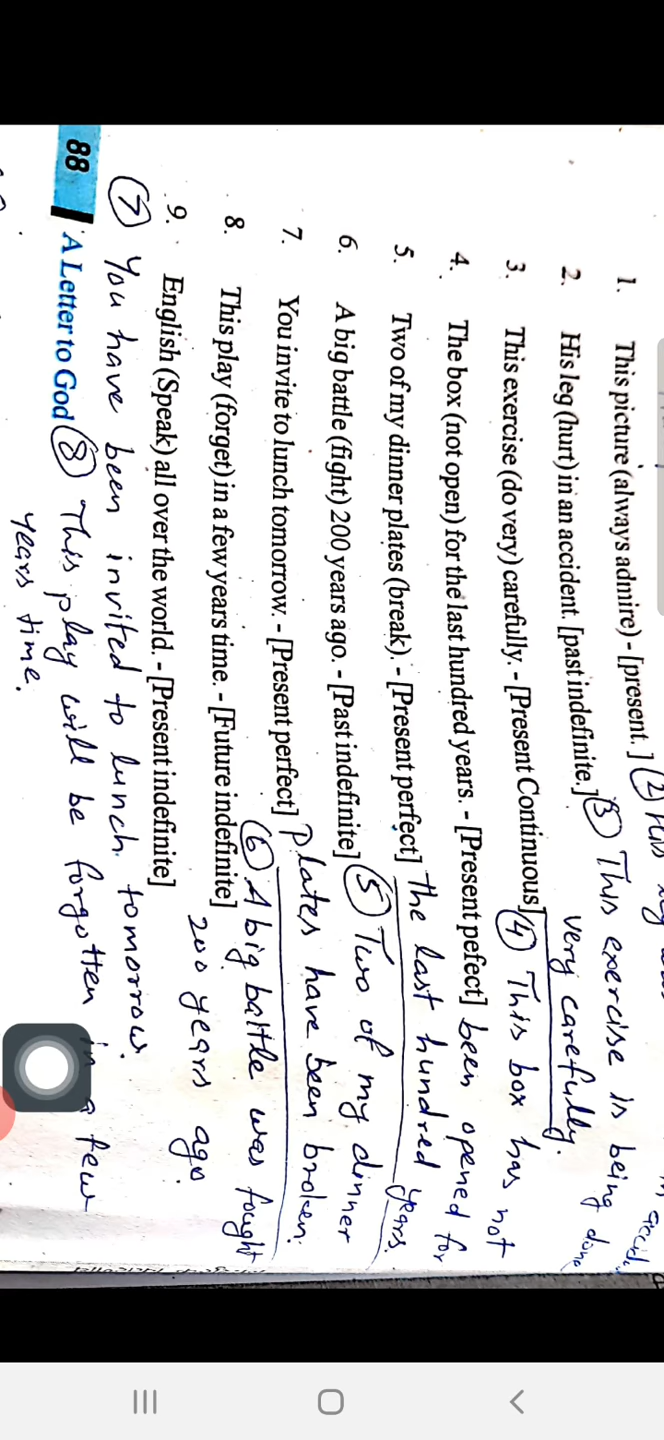 1. This picture (always admire) - [present. ]
2. His leg (hurt) in an accident. [past indefinite.]
3. This exercise (do very) carefully. - [Present Continuous]
4. The box (not open) for the last hundred years. - [Present pefect]
5. Two of my dinner plates (break). - [Present perfect]
6. A big battle (fight) 200 years ago. - [Past indefinite]
7. You invite to lunch tomorrow. - [Present perfect]
8. This play (forget) in a few years time. - [Future indefinite]
9. English (Speak) all over the world. - [Present indefinite]
(2) His
(3) This exercise is being done
very carefully.
(4) This box has not
been opened for
the last hundred years.
(5) Two of my dinner
Plates have been broken.
(6) A big battle was fought
200 years ago.
(7) You have been invited to lunch tomorrow.
88 A Letter to God
(8) This play will be forgotten in a few
years time.